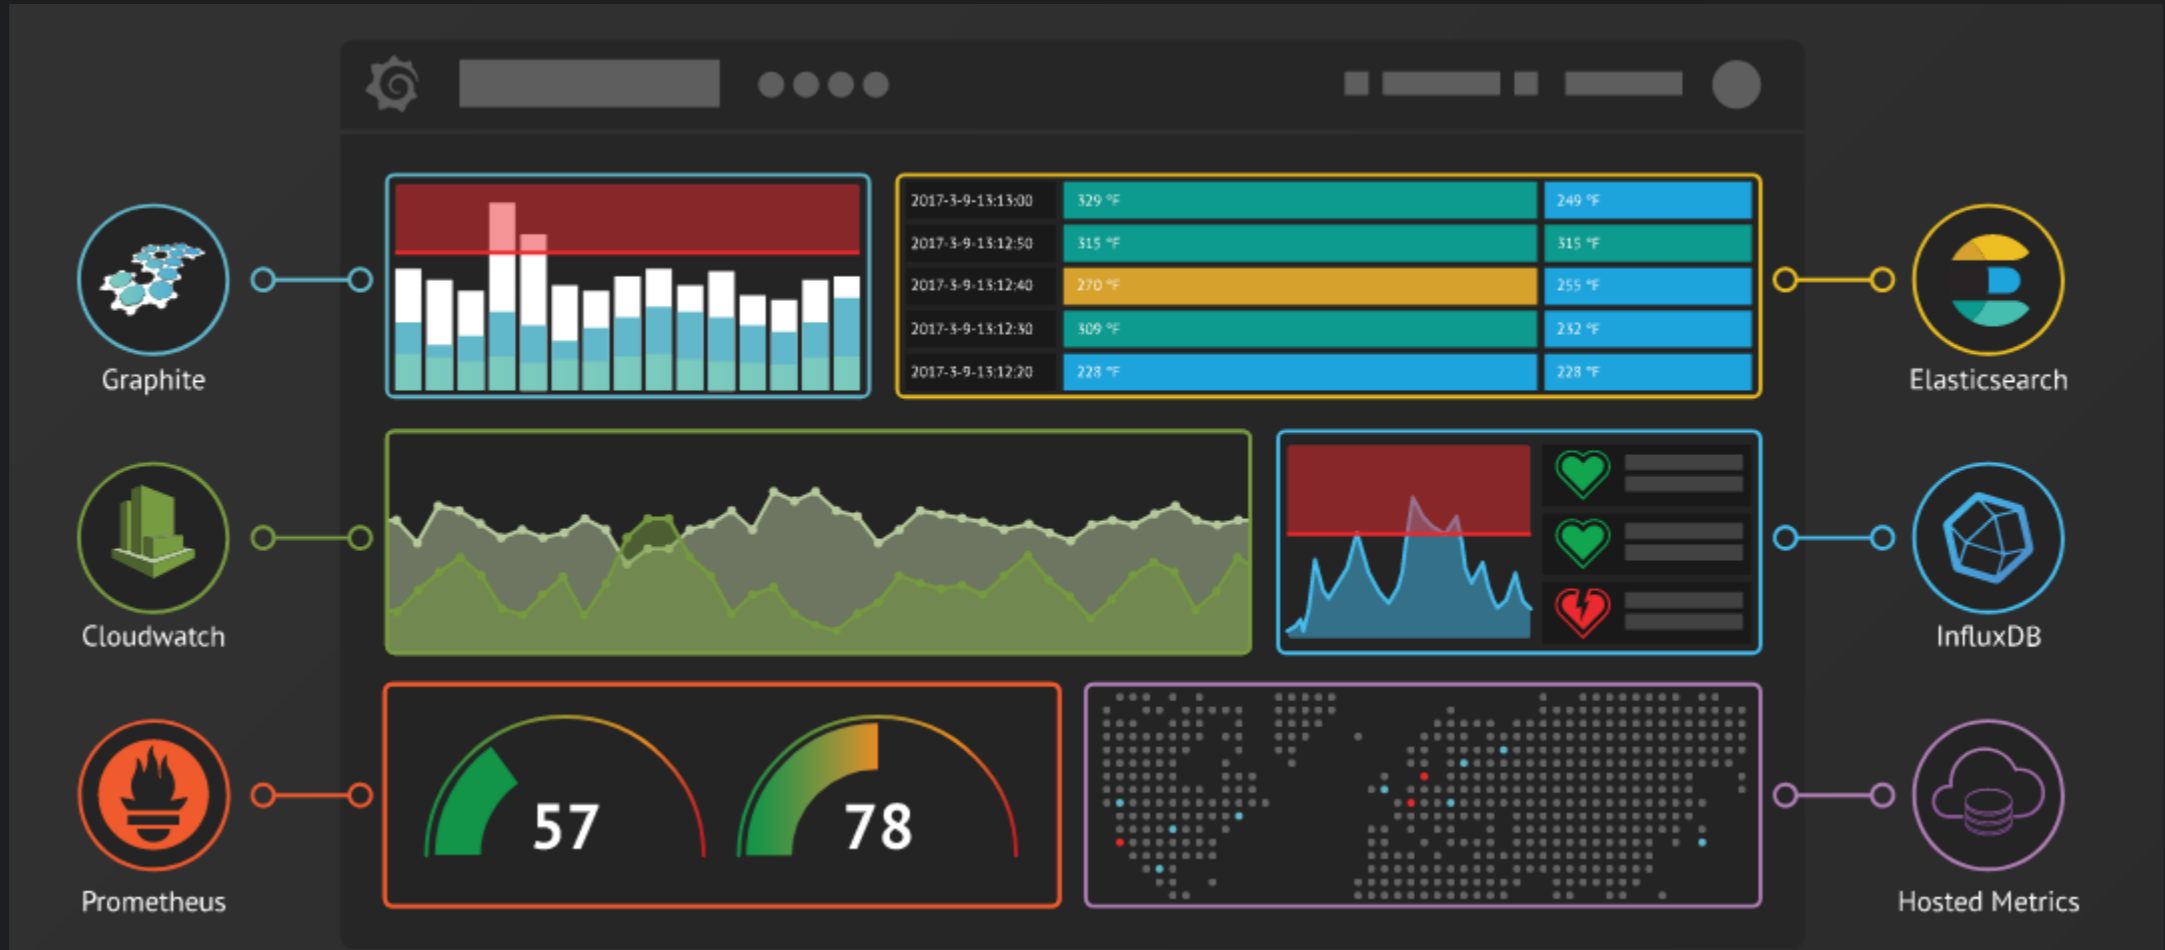 2017-3-9-13:13:00 329 °F 249 °F
2017-3-9-13:12:50 315 °F 315 °F
2017-3-9-13:12:40 270 °F 255 °F
2017-3-9-13:12:30 309 °F 232 °F
2017-3-9-13:12:20 228 °F 228 °F
Graphite
Elasticsearch
Cloudwatch
InfluxDB
57
78
Prometheus
Hosted Metrics